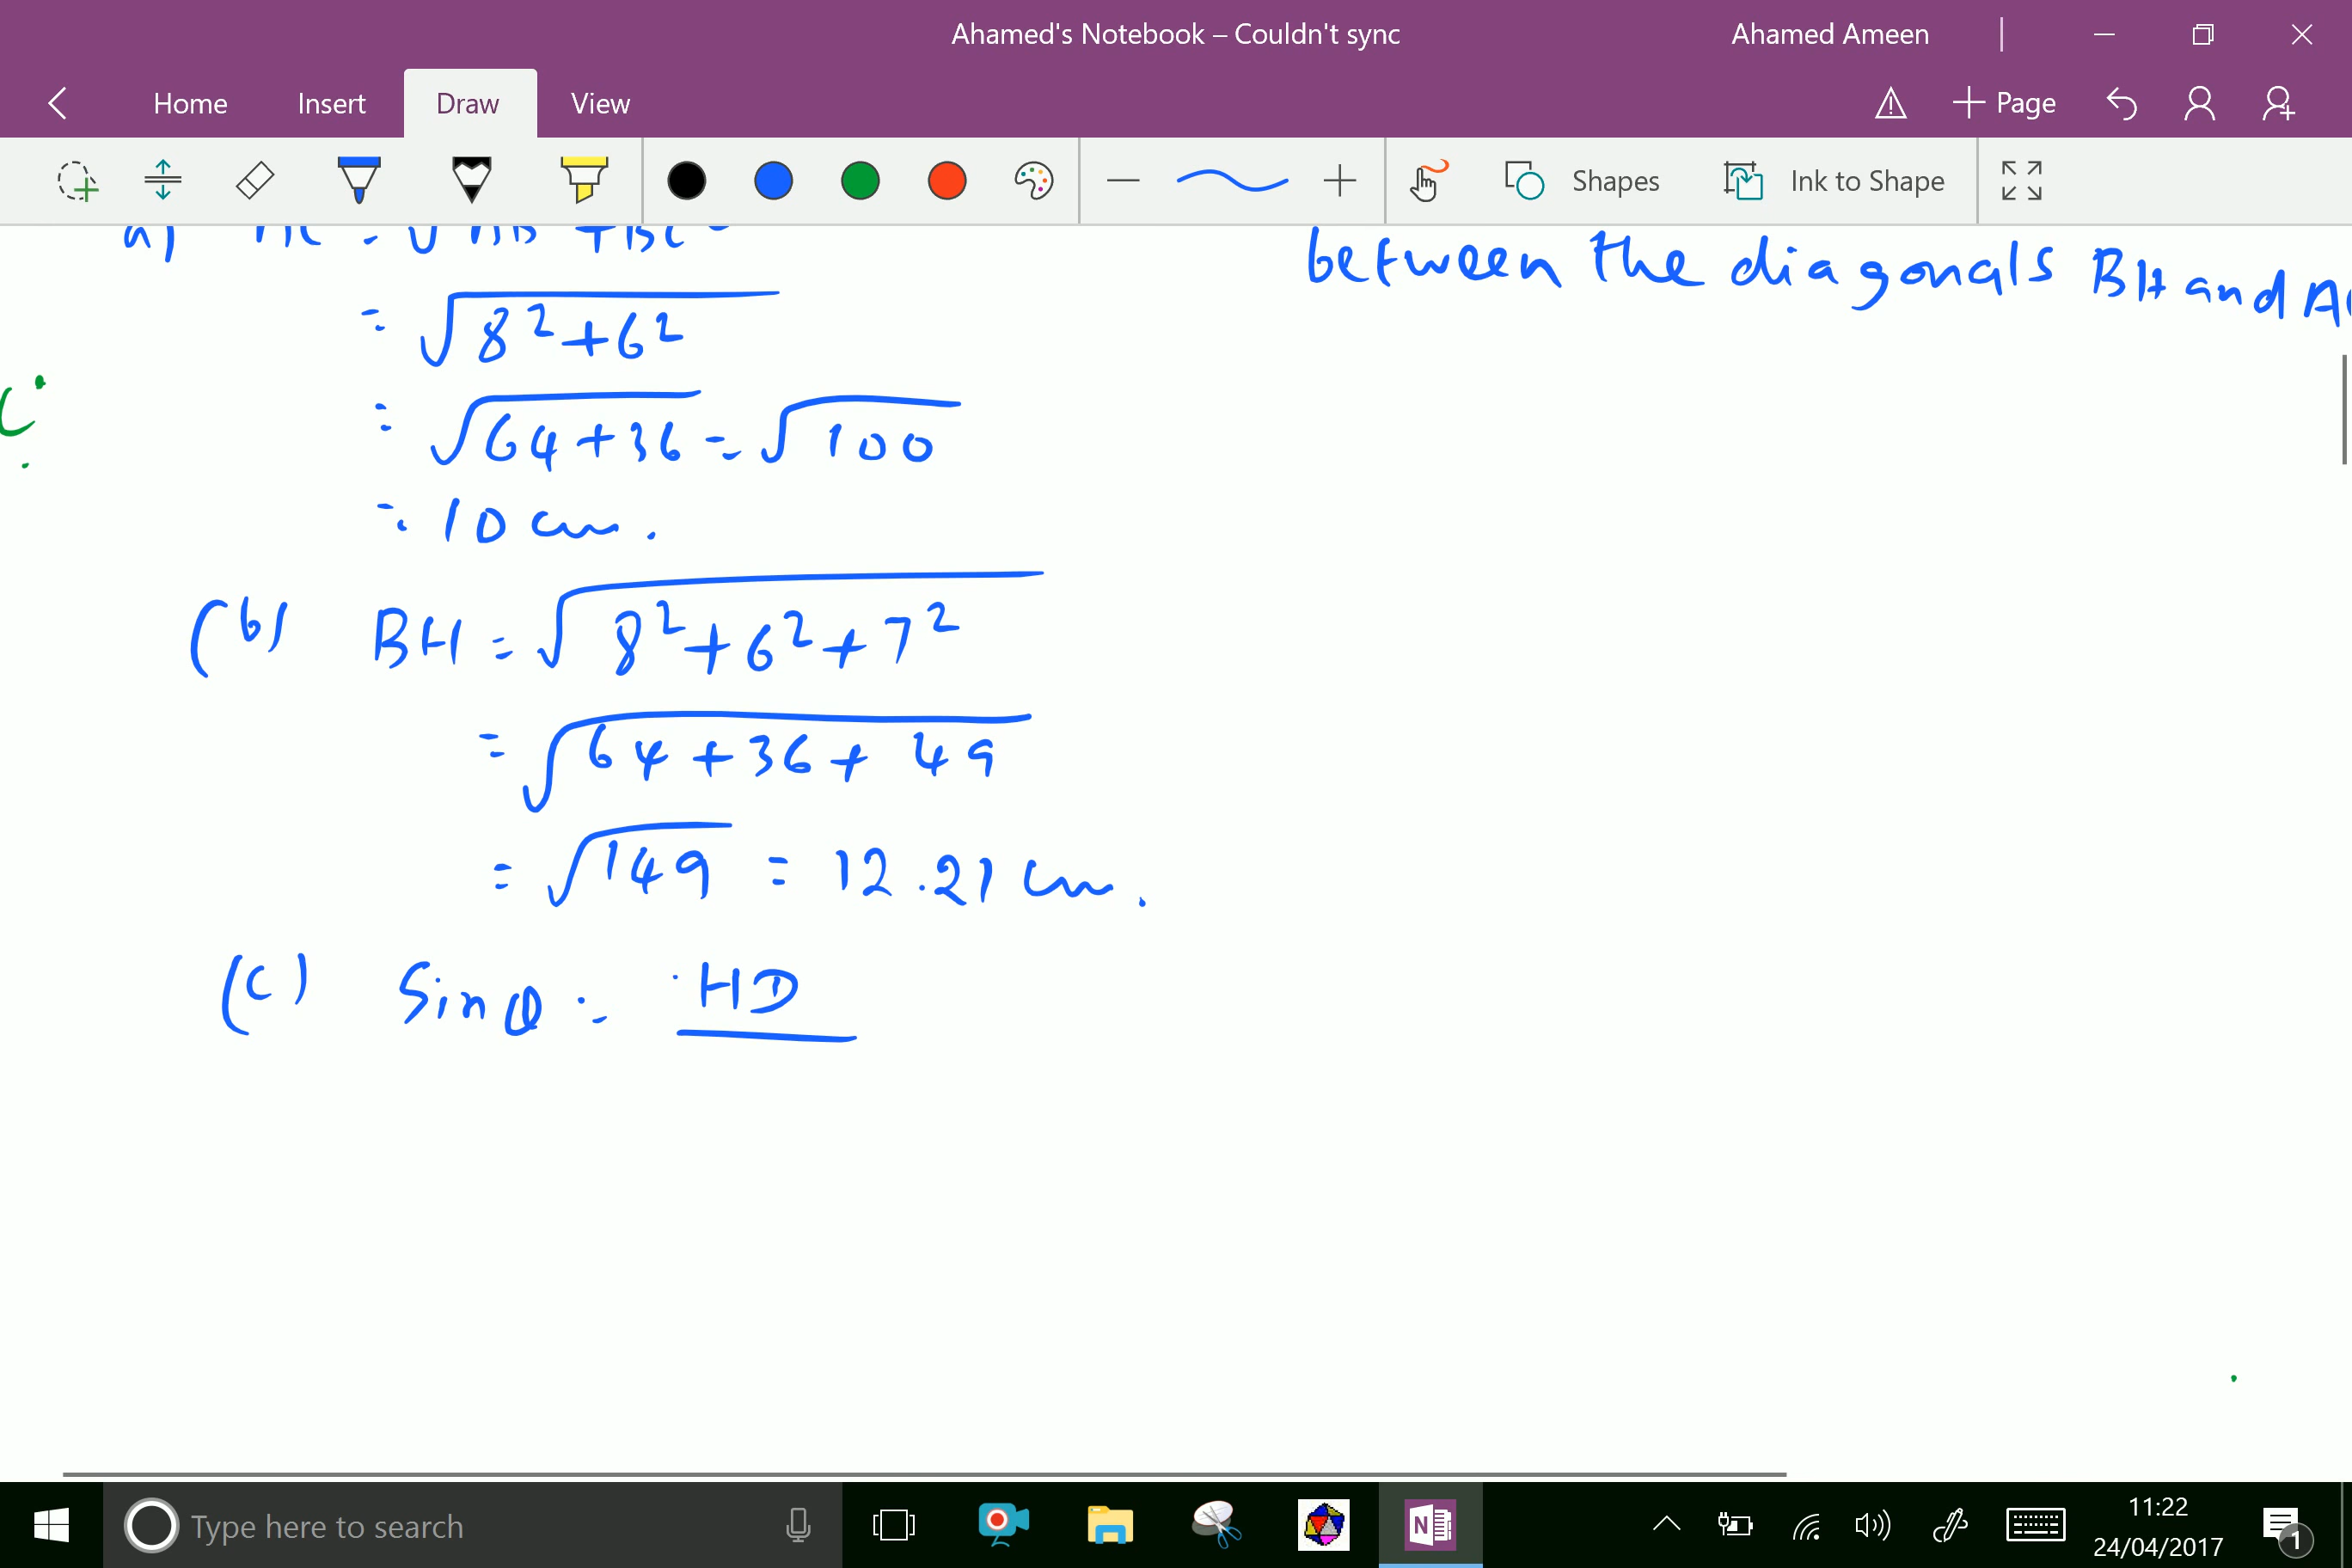 Ahamed's Notebook – Couldn't sync
Ahamed Ameen
Home Insert Draw View
Page
Shapes Ink to Shape
between the diagonals BH and
= √8²+6²
C
= √64+36 = √100
= 10 cm.
(b) BH = √8²+6²+7²
= √64+36+49
= √149 = 12.21 cm.
(c) Sin θ = HD
Type here to search
11:22
24/04/2017
1